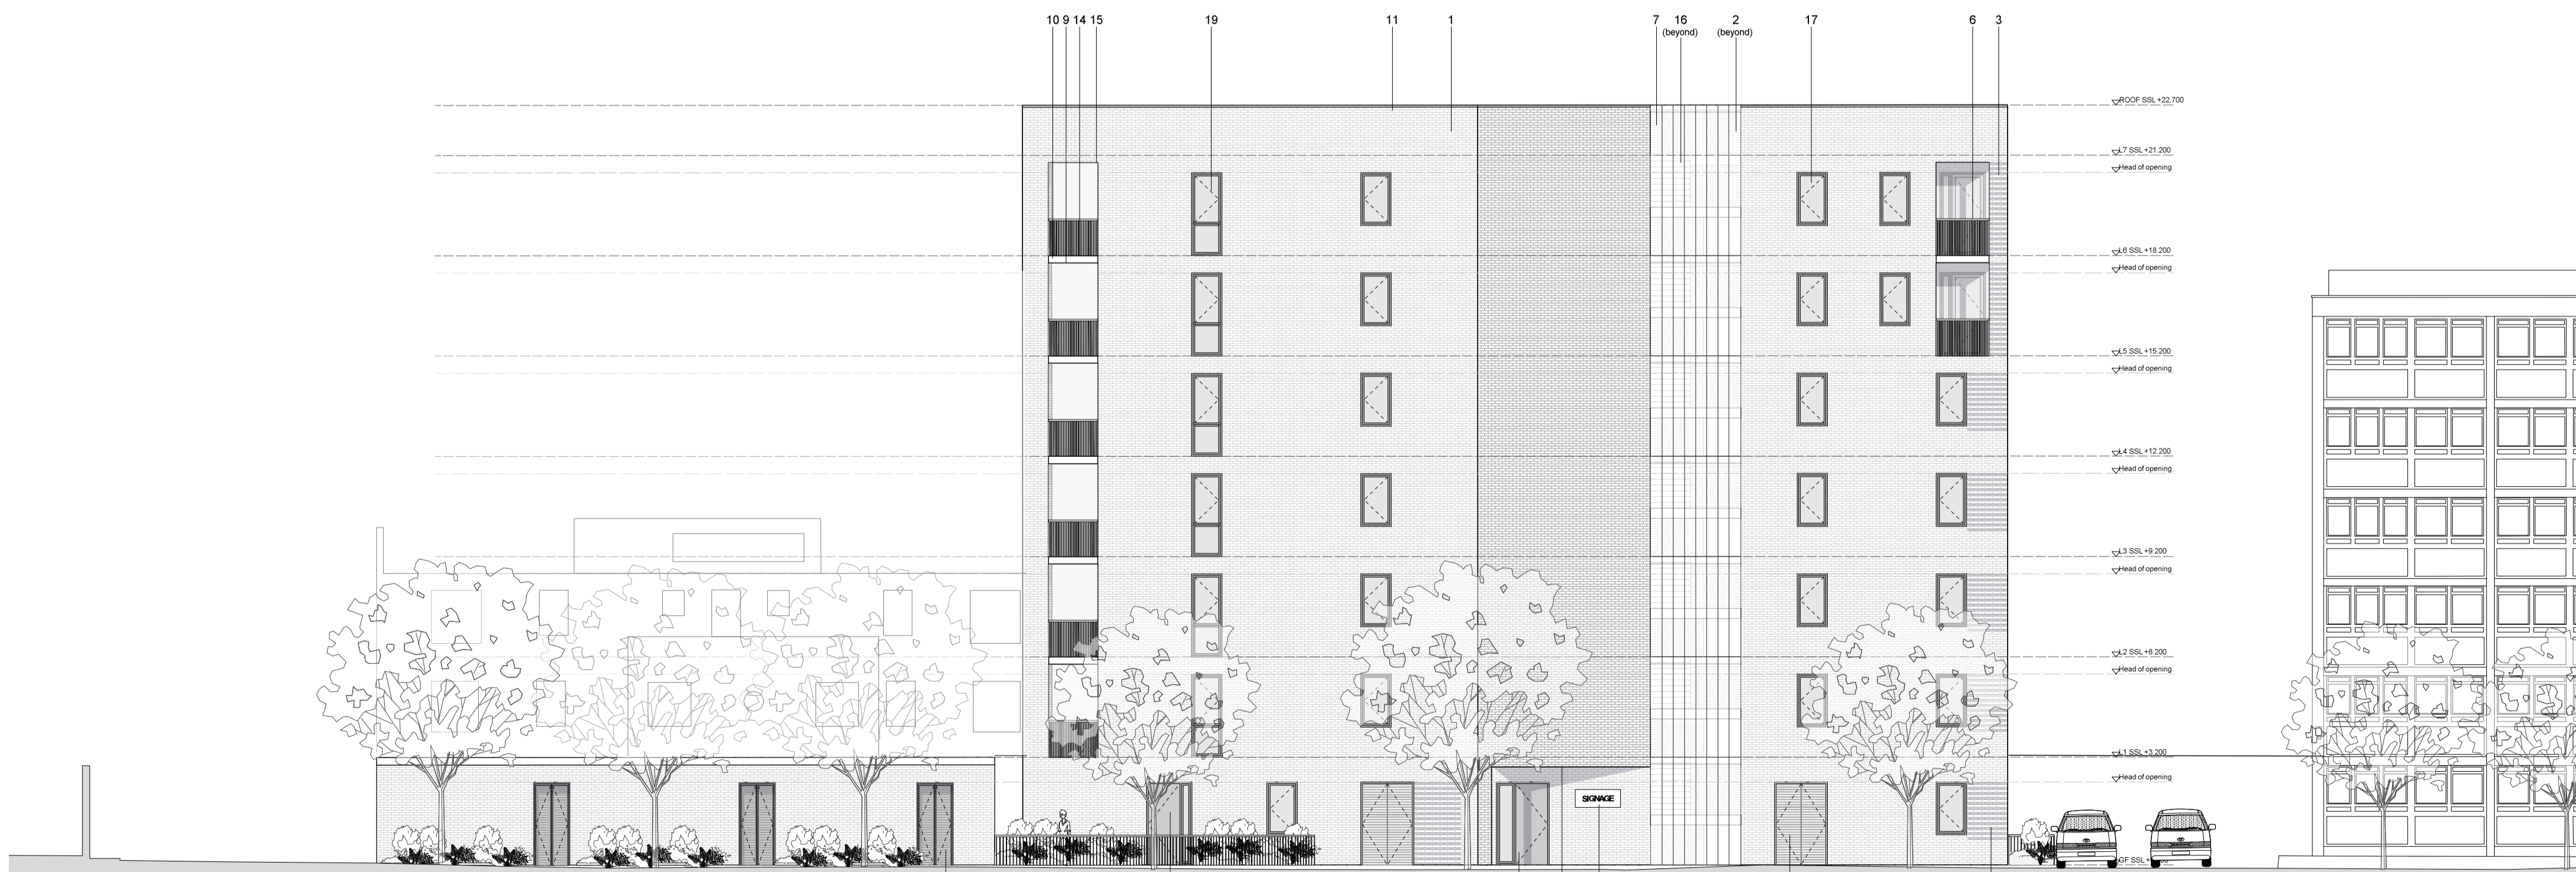 10 9 14 15 19 11 1 7 16 2 17 6 3
(beyond) (beyond)
ROOF SSL +22.700
L7 SSL +21.200
Head of opening
L6 SSL +18.200
Head of opening
L5 SSL +15.200
Head of opening
L4 SSL +12.200
Head of opening
L3 SSL +9.200
Head of opening
L2 SSL +6.200
Head of opening
L1 SSL +3.200
Head of opening
SIGNAGE
GF SSL